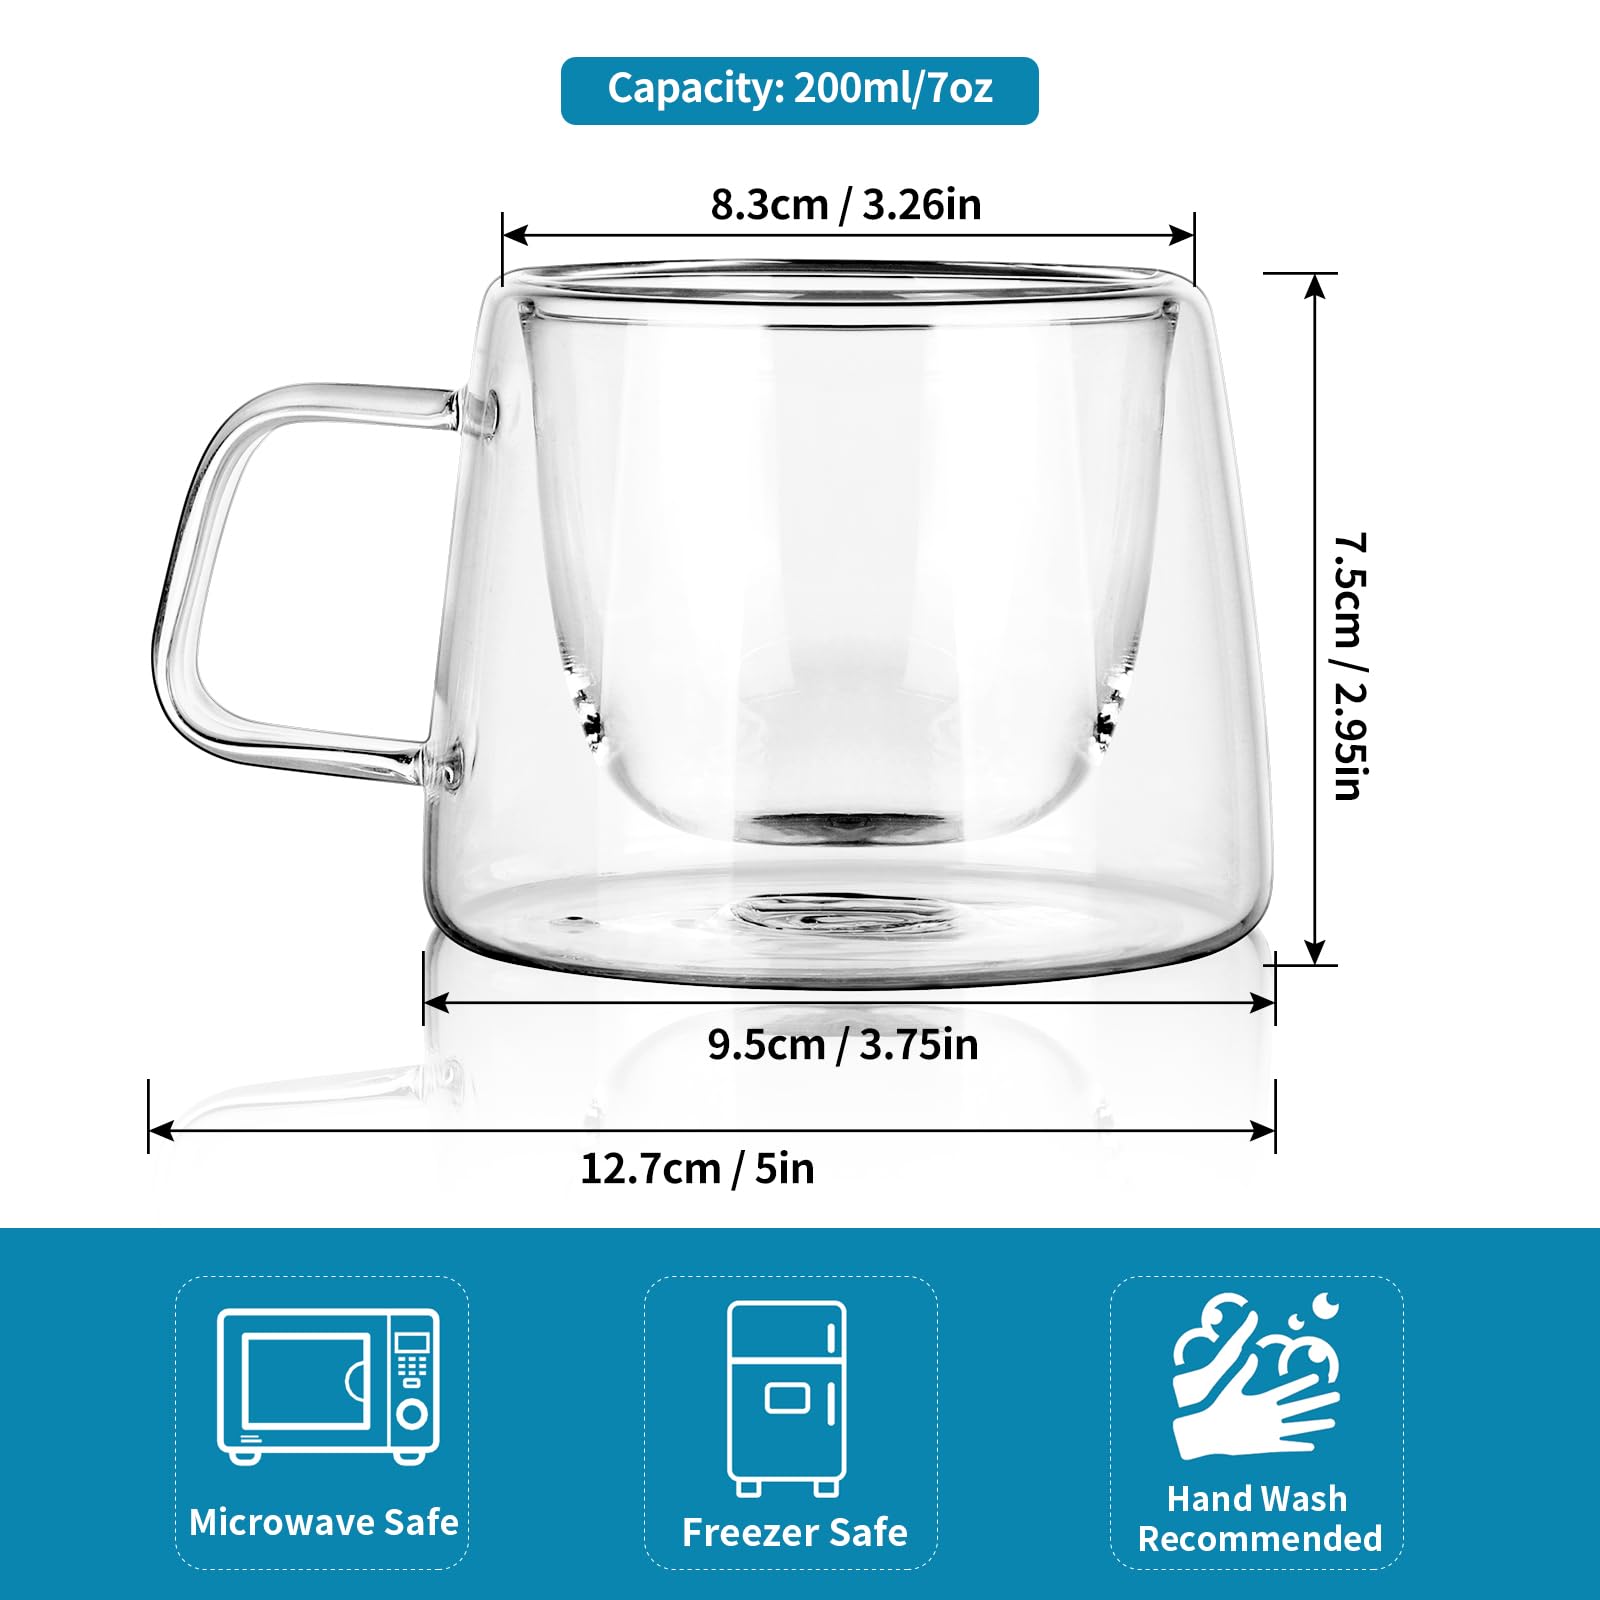 Capacity: 200ml/7oz
8.3cm / 3.26in
7.5cm / 2.95in
9.5cm / 3.75in
12.7cm / 5in
Microwave Safe
Freezer Safe
Hand Wash
Recommended